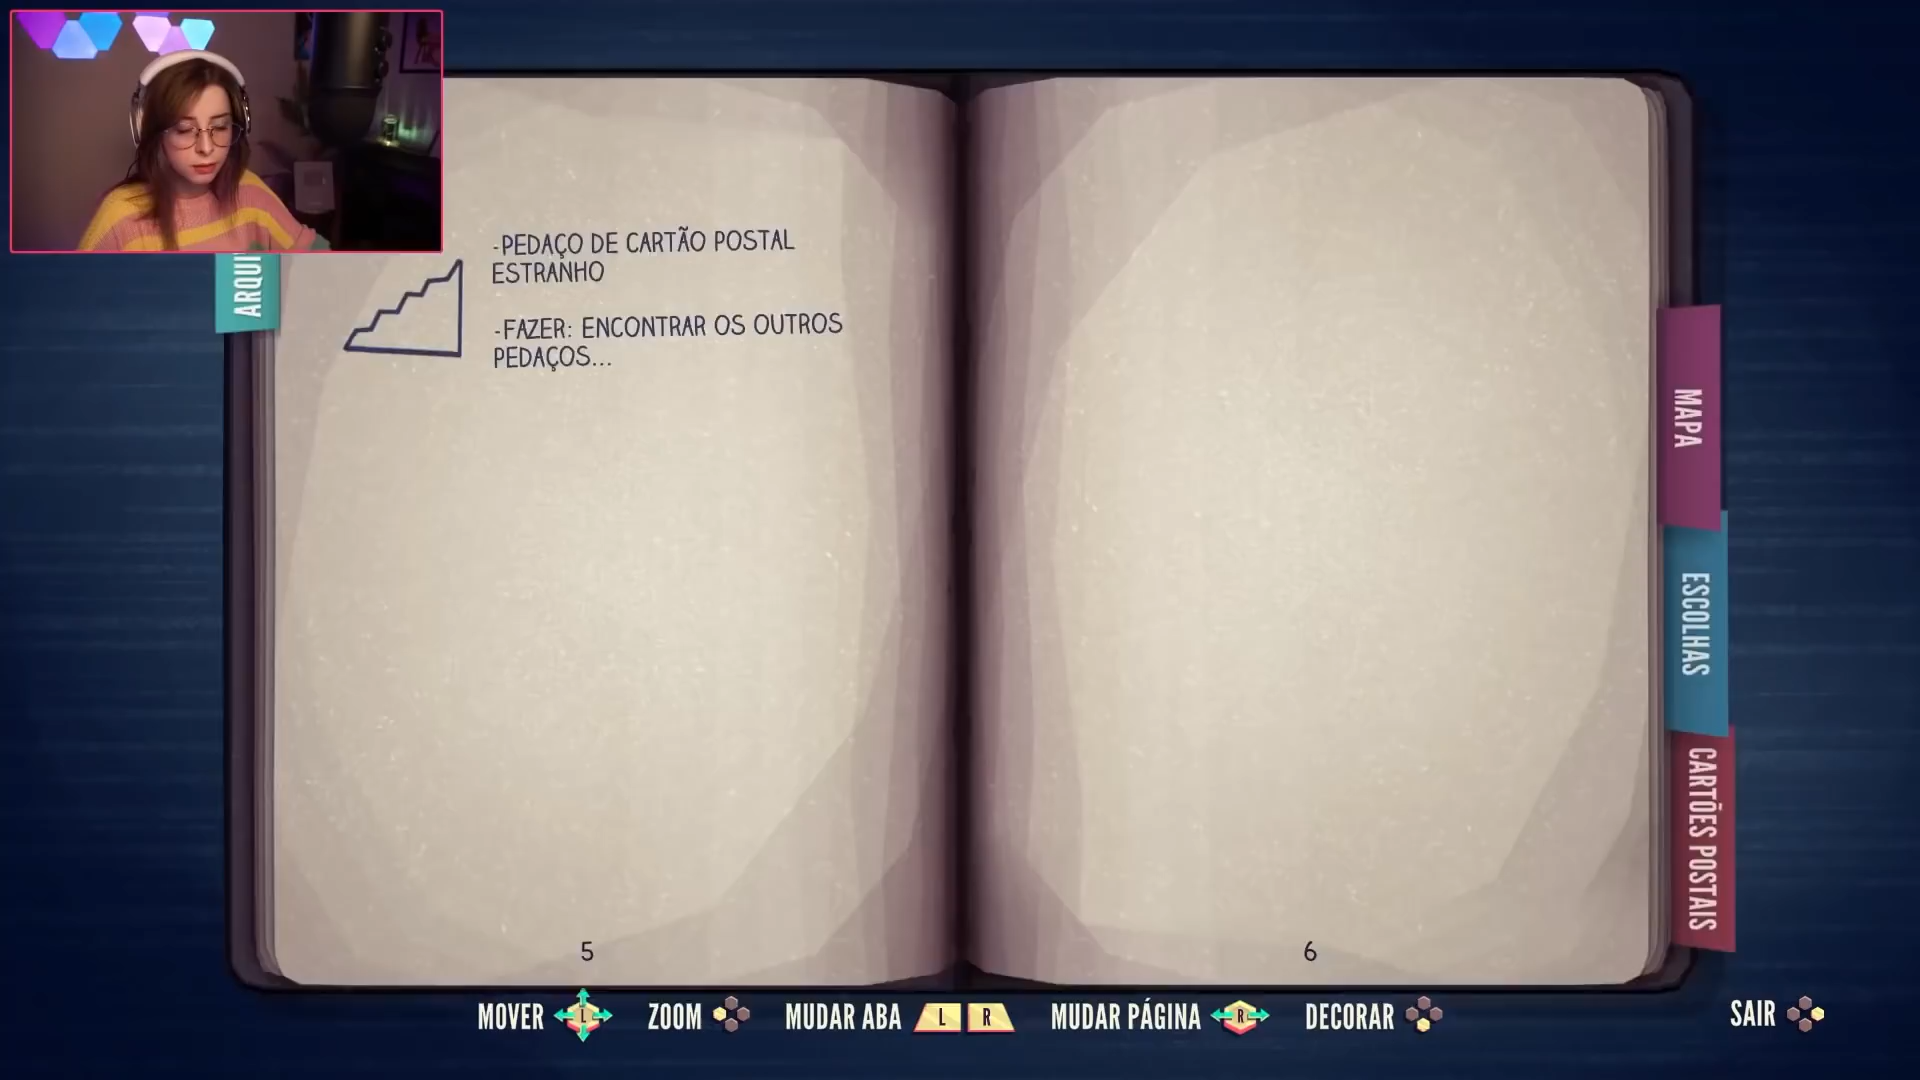 -PEDAÇO DE CARTÃO POSTAL
ESTRANHO
-FAZER: ENCONTRAR OS OUTROS
PEDAÇOS...
MAPA
ESCOLHAS
CARTÕES POSTAIS
5
6
MOVER L
ZOOM
MUDAR ABA L R
MUDAR PÁGINA R
DECORAR
SAIR